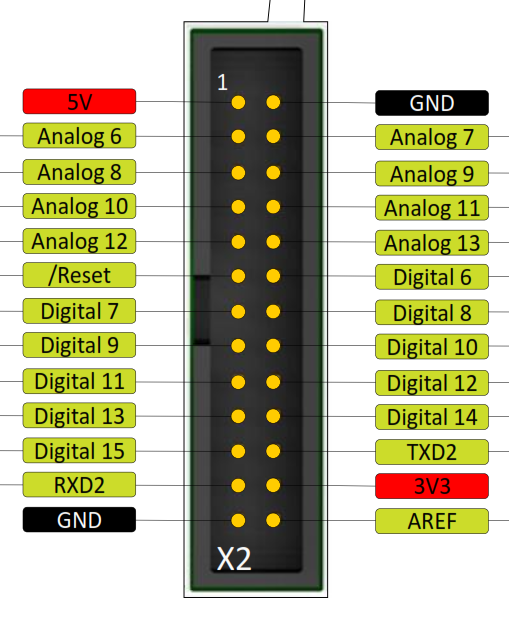 1
5V GND
Analog 6 Analog 7
Analog 8 Analog 9
Analog 10 Analog 11
Analog 12 Analog 13
/Reset Digital 6
Digital 7 Digital 8
Digital 9 Digital 10
Digital 11 Digital 12
Digital 13 Digital 14
Digital 15 TXD2
RXD2 3V3
GND AREF
X2